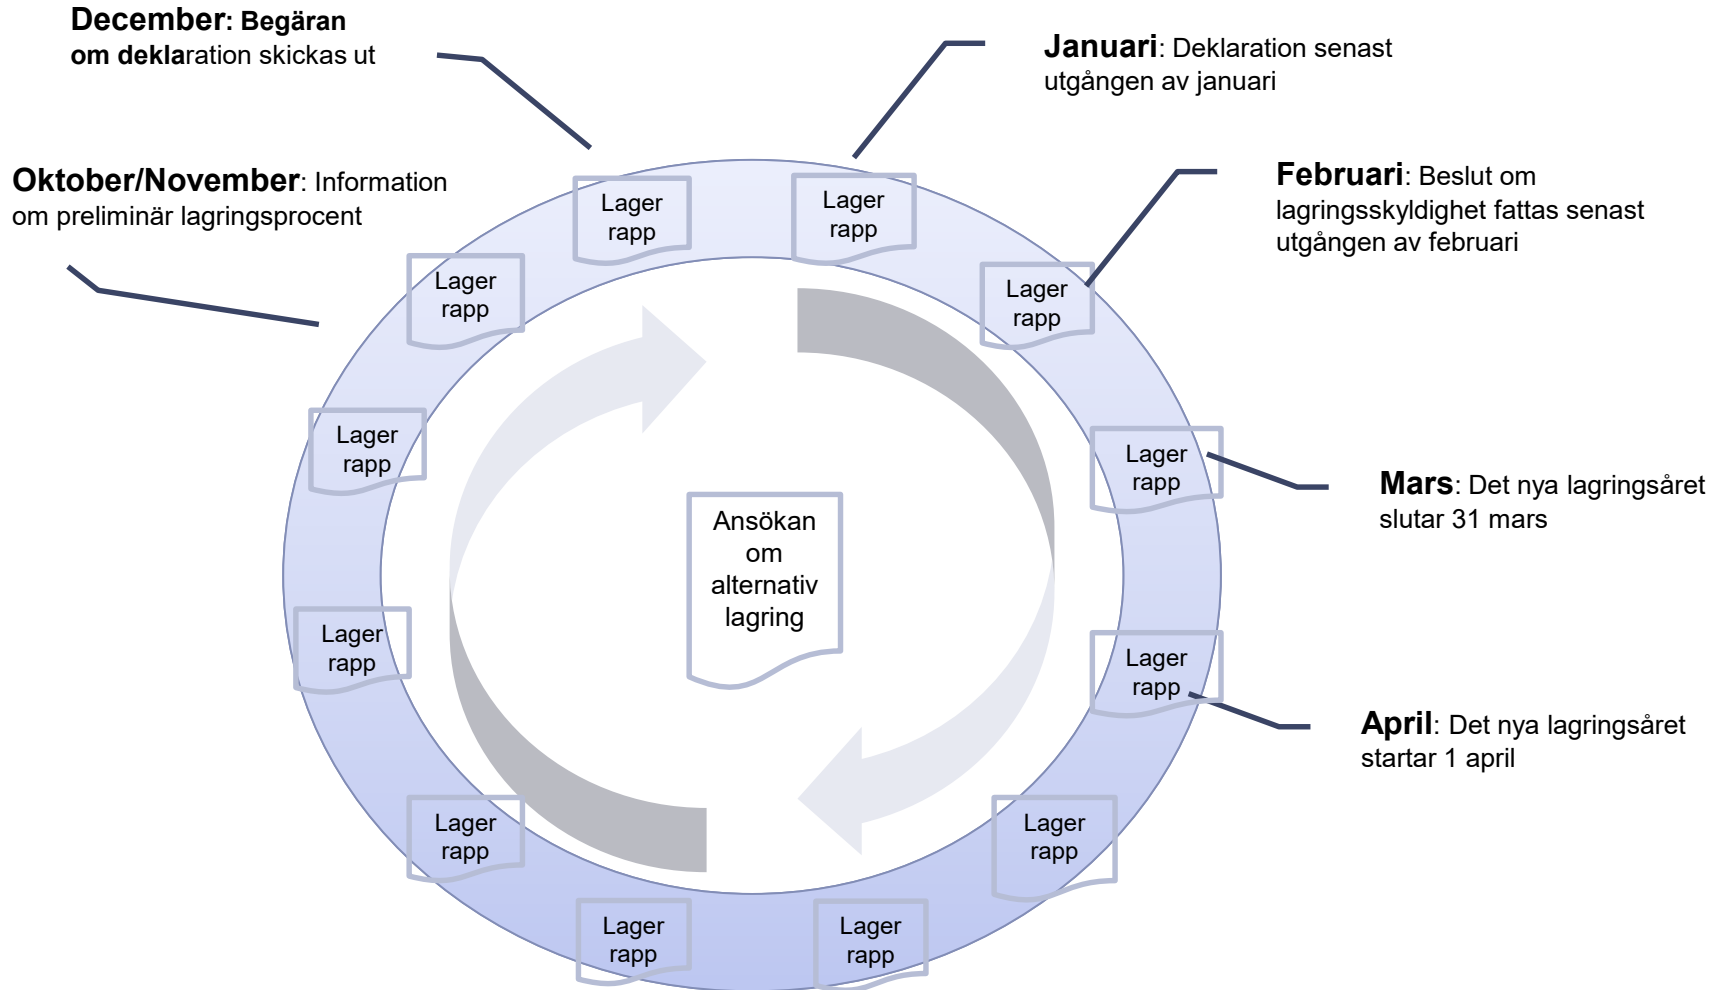 December: Begäran
om deklaration skickas ut
Januari: Deklaration senast
utgången av januari
Oktober/November: Information
om preliminär lagringsprocent
Februari: Beslut om
lagringsskyldighet fattas senast
utgången av februari
Lager
rapp
Lager
rapp
Lager
rapp
Lager
rapp
Lager
rapp
Lager
rapp
Mars: Det nya lagringsåret
slutar 31 mars
Ansökan
om
alternativ
lagring
Lager
rapp
Lager
rapp
April: Det nya lagringsåret
startar 1 april
Lager
rapp
Lager
rapp
Lager
rapp
Lager
rapp